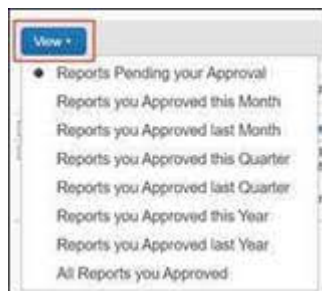 View
Reports Pending your Approval
Reports you Approved this Month
Reports you Approved last Month
Reports you Approved this Quarter
Reports you Approved last Quarter
Reports you Approved this Year
Reports you Approved last Year
All Reports you Approved